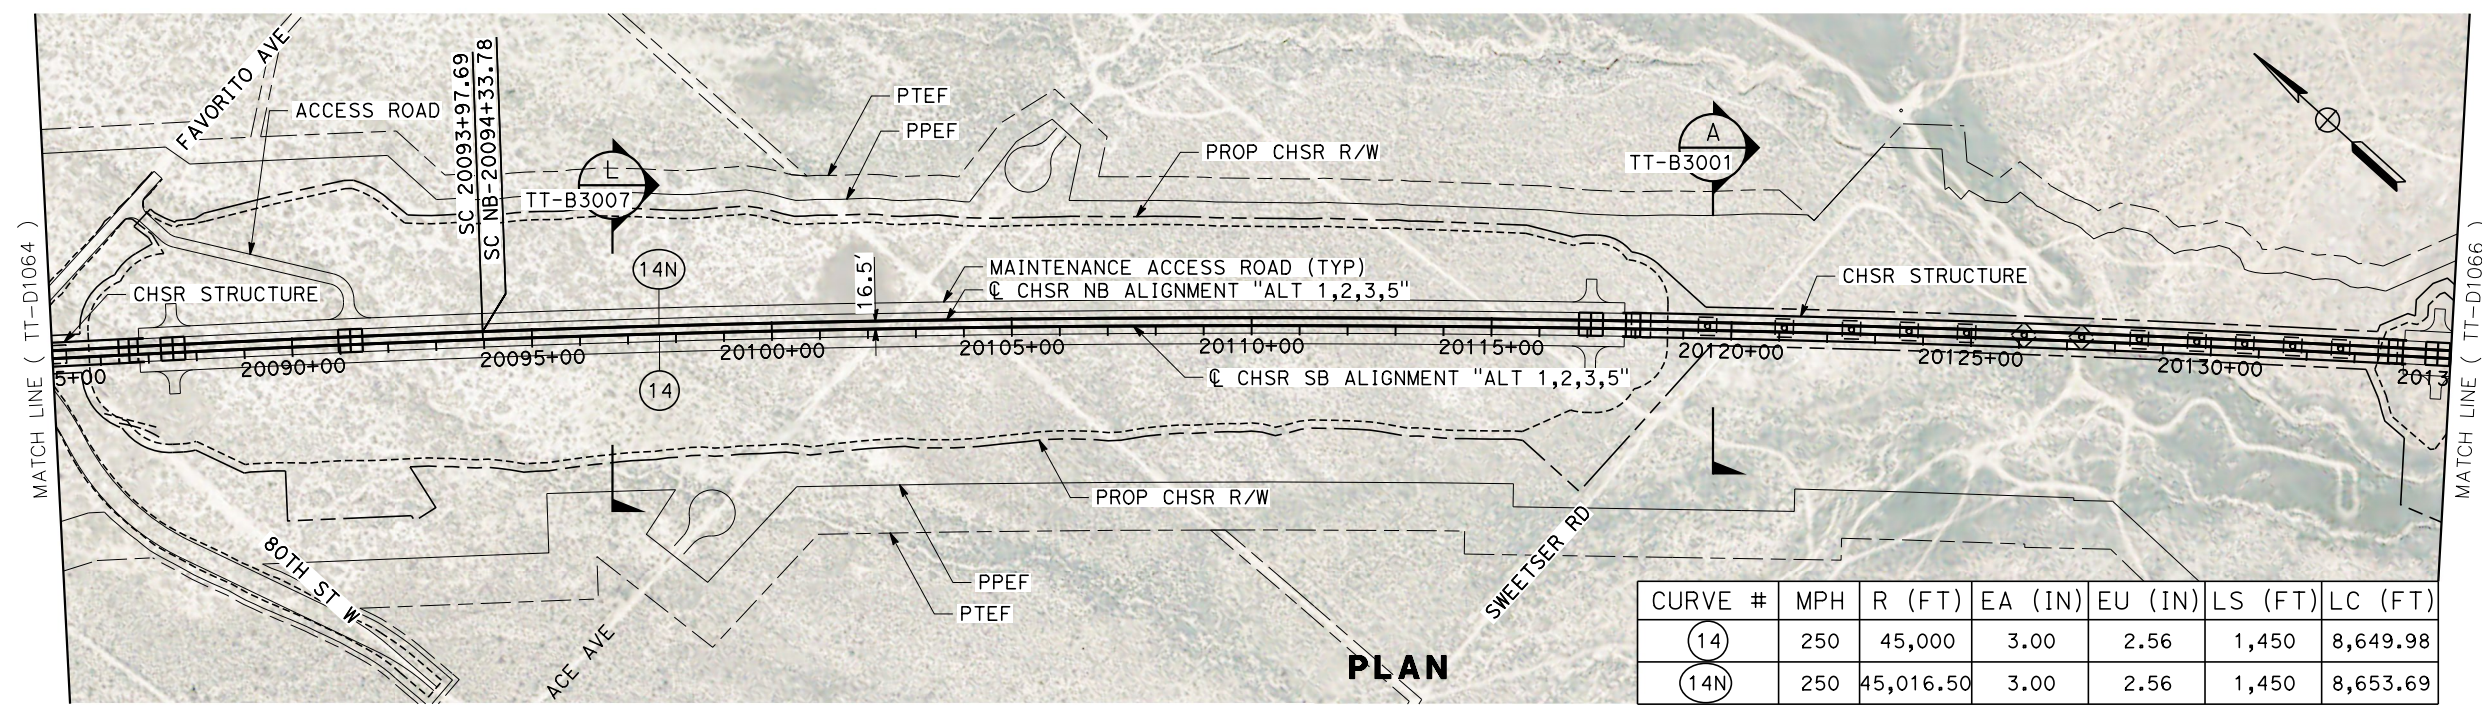 FAVORITO AVE
ACCESS ROAD
SC 20093+97.69
SC NB-20094+33.78
PTEF
PPEF
L
TT-B3007
PROP CHSR R/W
A
TT-B3001
MATCH LINE ( TT-D1064 )
MATCH LINE ( TT-D1066 )
14N
16.5'
MAINTENANCE ACCESS ROAD (TYP)
℄ CHSR NB ALIGNMENT "ALT 1,2,3,5"
CHSR STRUCTURE
CHSR STRUCTURE
5+00
20090+00
20095+00
20100+00
20105+00
20110+00
20115+00
20120+00
20125+00
20130+00
2013
14
℄ CHSR SB ALIGNMENT "ALT 1,2,3,5"
PROP CHSR R/W
80TH ST W
ACE AVE
PPEF
PTEF
SWEETSER RD
PLAN
CURVE # MPH R (FT) EA (IN) EU (IN) LS (FT) LC (FT)
14 250 45,000 3.00 2.56 1,450 8,649.98
14N 250 45,016.50 3.00 2.56 1,450 8,653.69